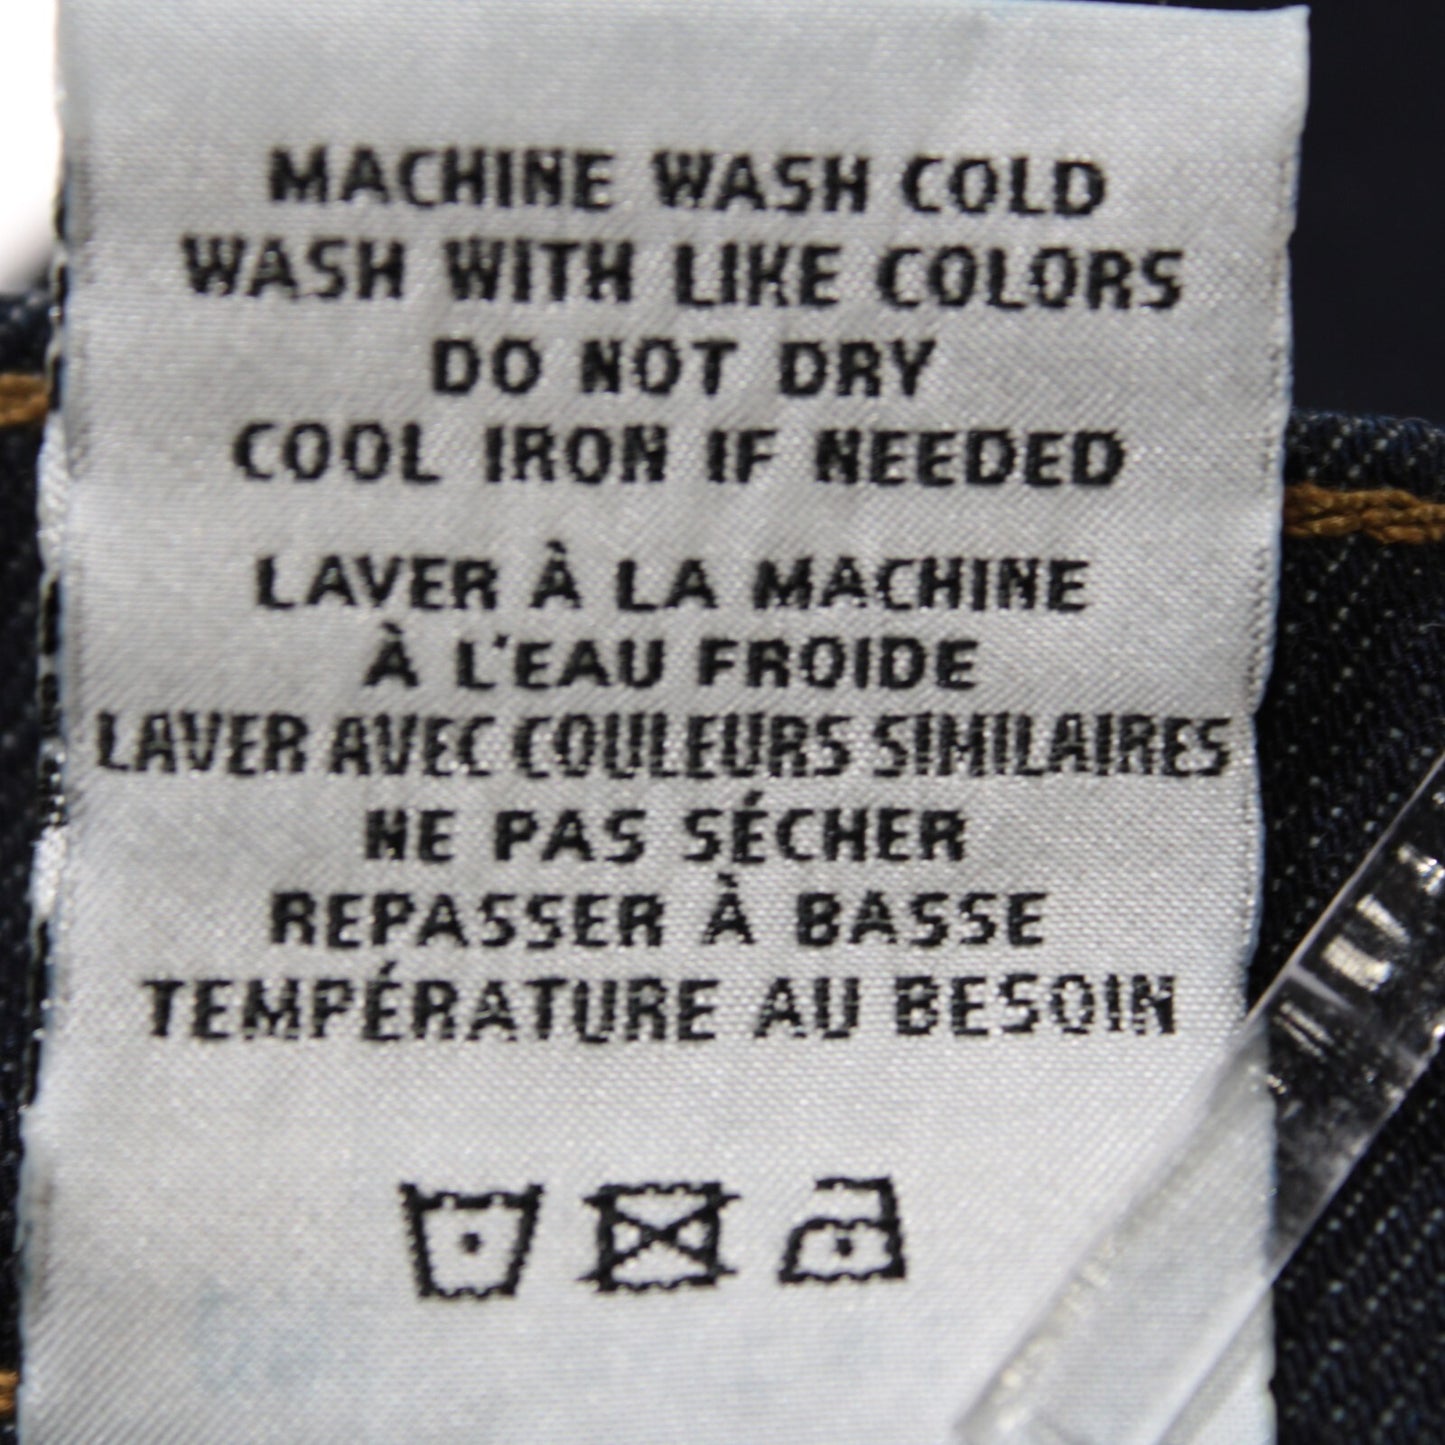 MACHINE WASH COLD
WASH WITH LIKE COLORS
DO NOT DRY
COOL IRON IF NEEDED
LAVER À LA MACHINE
À L'EAU FROIDE
LAVER AVEC COULEURS SIMILAIRES
NE PAS SÉCHER
REPASSER À BASSE
TEMPÉRATURE AU BESOIN